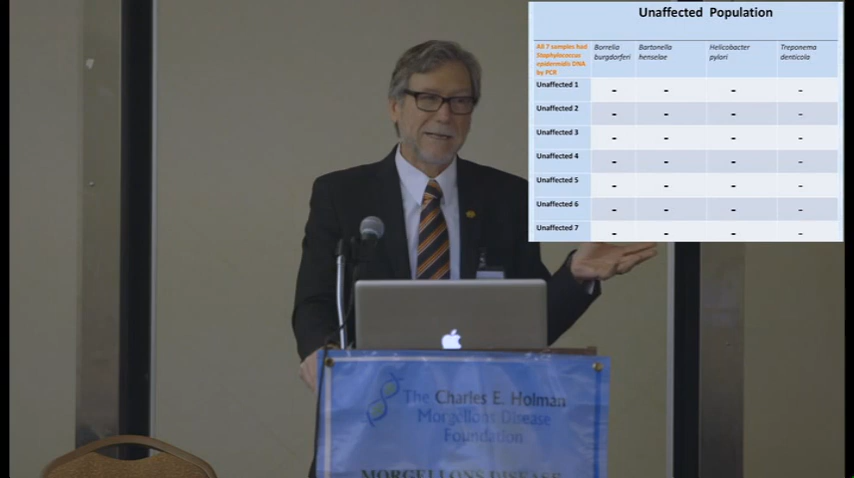 Unaffected Population
All 7 samples had Borrelia Bartonella Helicobacter Treponema
Staphylococcus burgdorferi henselae pylori denticola
epidermidis DNA
by PCR
Unaffected 1 - - - -
Unaffected 2 - - - -
Unaffected 3 - - - -
Unaffected 4 - - - -
Unaffected 5 - - - -
Unaffected 6 - - - -
Unaffected 7 - - - -
The Charles E. Holman
Morgellons Disease
Foundation
MORGELLONS DISEASE